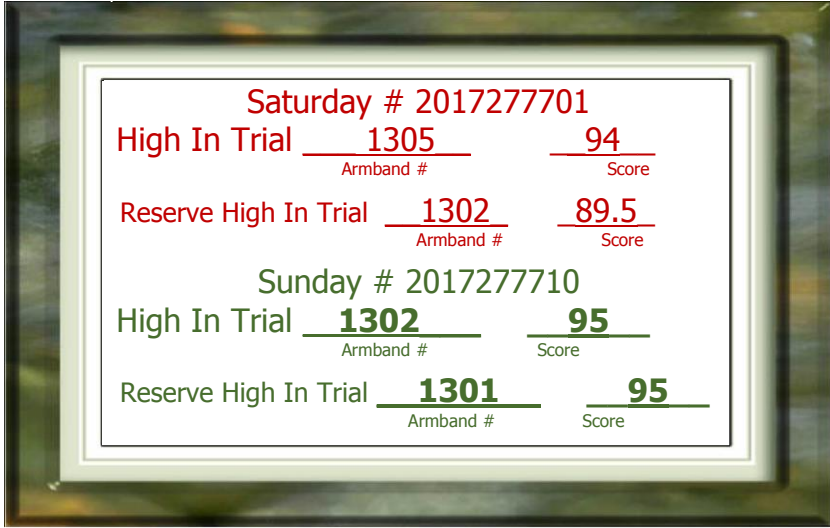 Saturday # 2017277701
High In Trial 1305 94
Armband # Score
Reserve High In Trial 1302 89.5
Armband # Score
Sunday # 2017277710
High In Trial 1302 95
Armband # Score
Reserve High In Trial 1301 95
Armband # Score